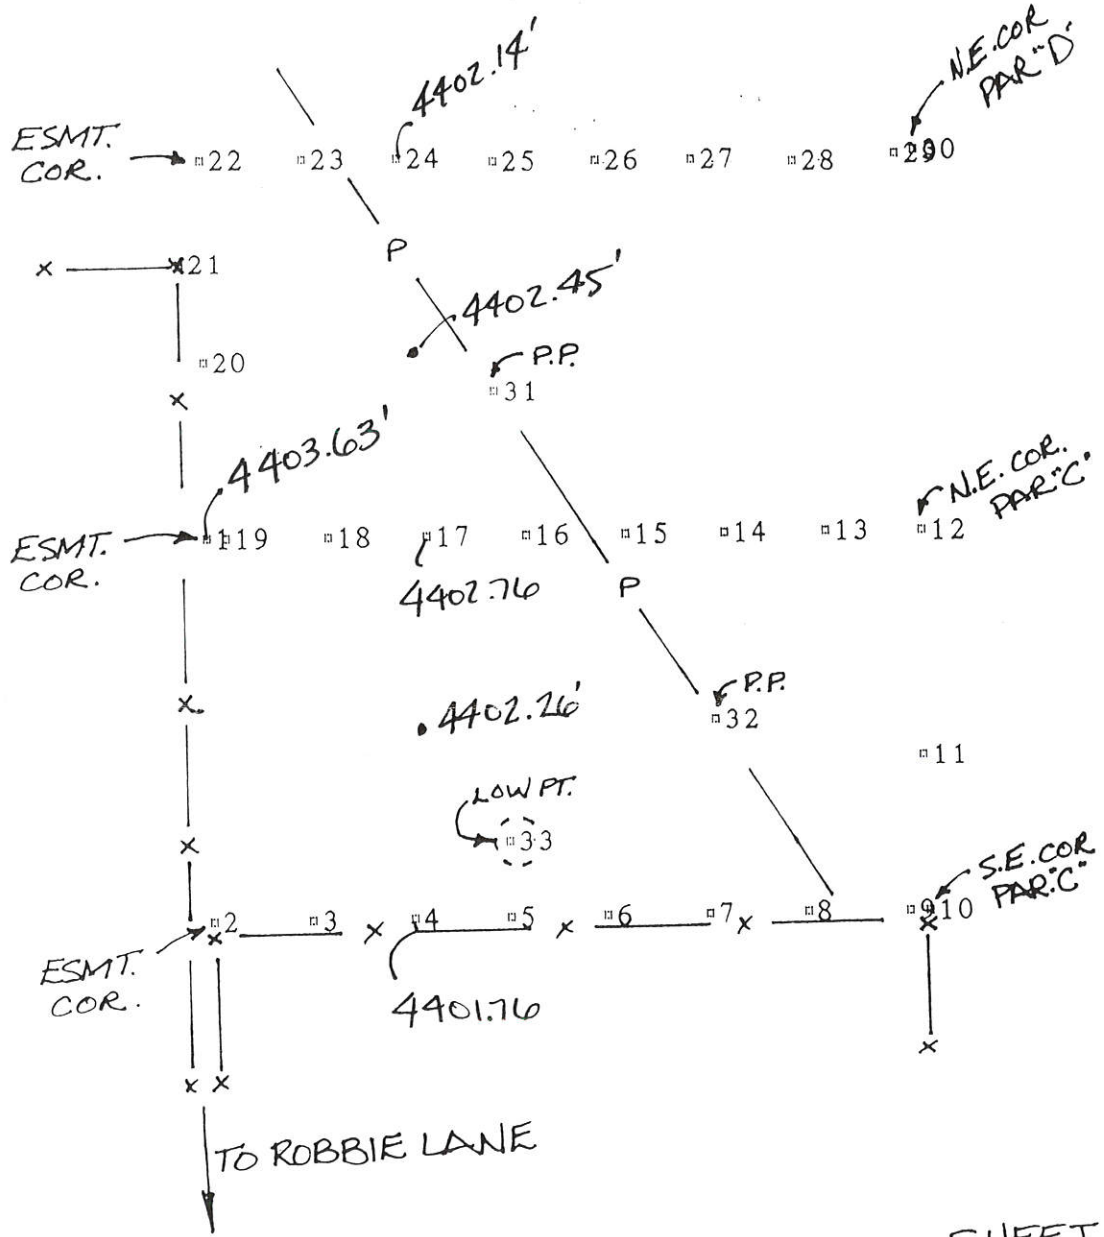 4402.14'
N.E. COR
PAR "D"
ESMT.
COR.
22 23 24 25 26 27 28
21
P
4402.45'
20
P.P.
31
4403.63'
N.E. COR.
PAR "C"
ESMT.
COR.
19 18 17 16 15 14 13 12
4402.76
P
P.P.
32
4402.26'
11
LOW PT.
33
S.E. COR
PAR. "C"
2 3 4 5 6 7 8 10
ESMT.
COR.
4401.76
TO ROBBIE LANE
SHEET